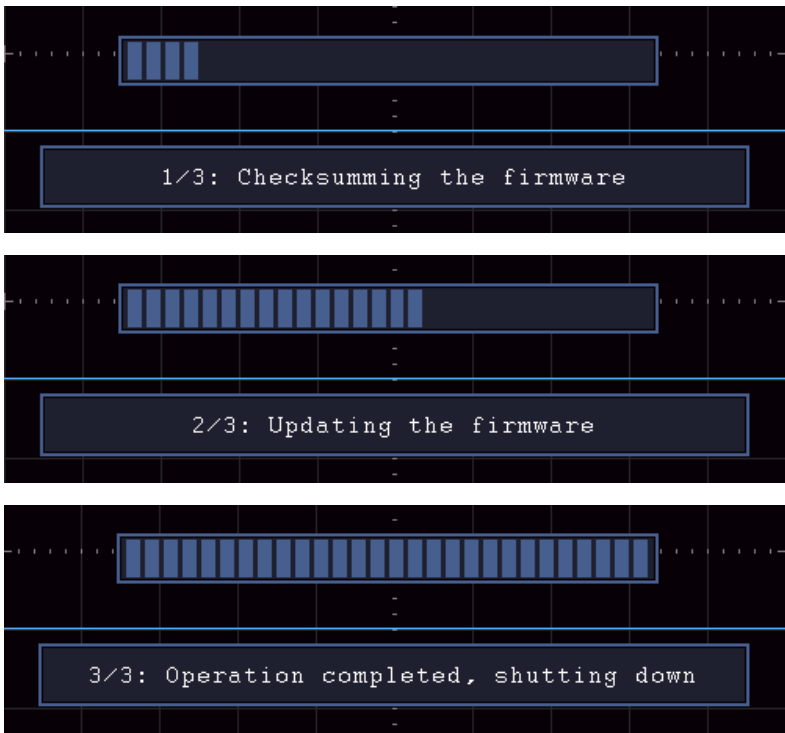 1/3: Checksumming the firmware
2/3: Updating the firmware
3/3: Operation completed, shutting down